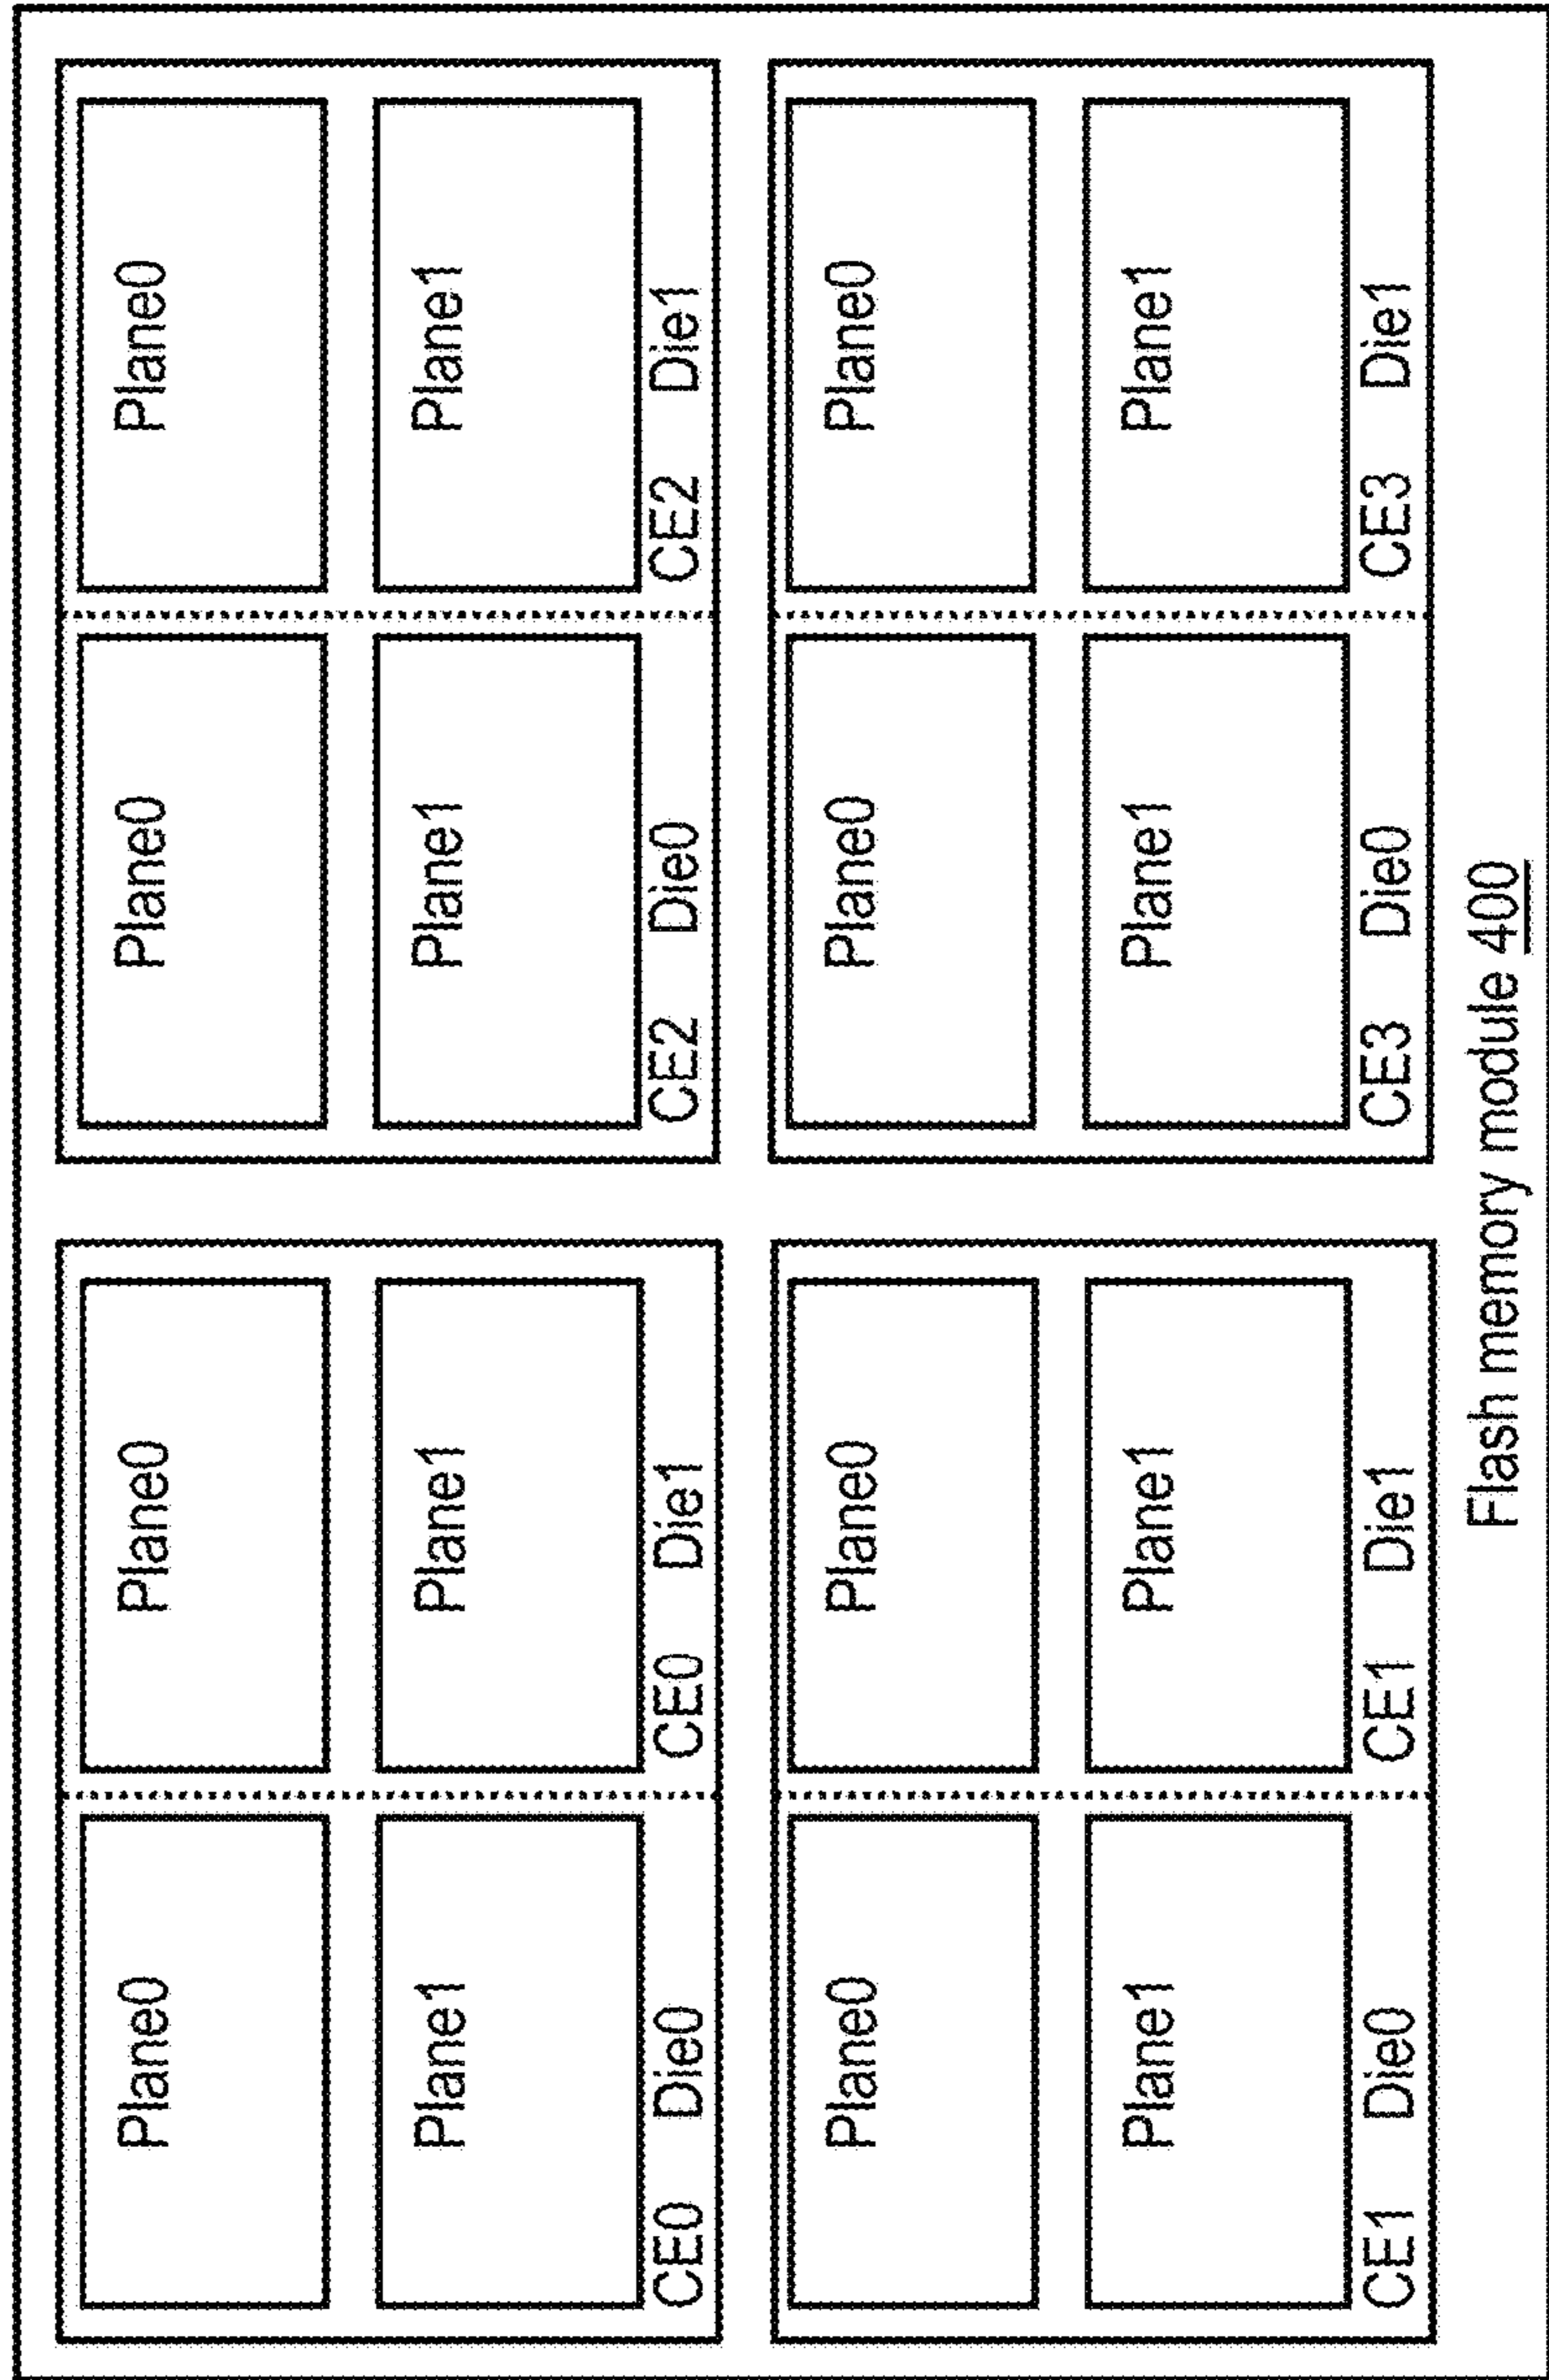 Plane0 Plane0 Plane0 Plane0
Plane1 Plane1 Plane1 Plane1
CE0 Die0 CE0 Die1 CE2 Die0 CE2 Die1
Plane0 Plane0 Plane0 Plane0
Plane1 Plane1 Plane1 Plane1
CE1 Die0 CE1 Die1 CE3 Die0 CE3 Die1
Flash memory module 400